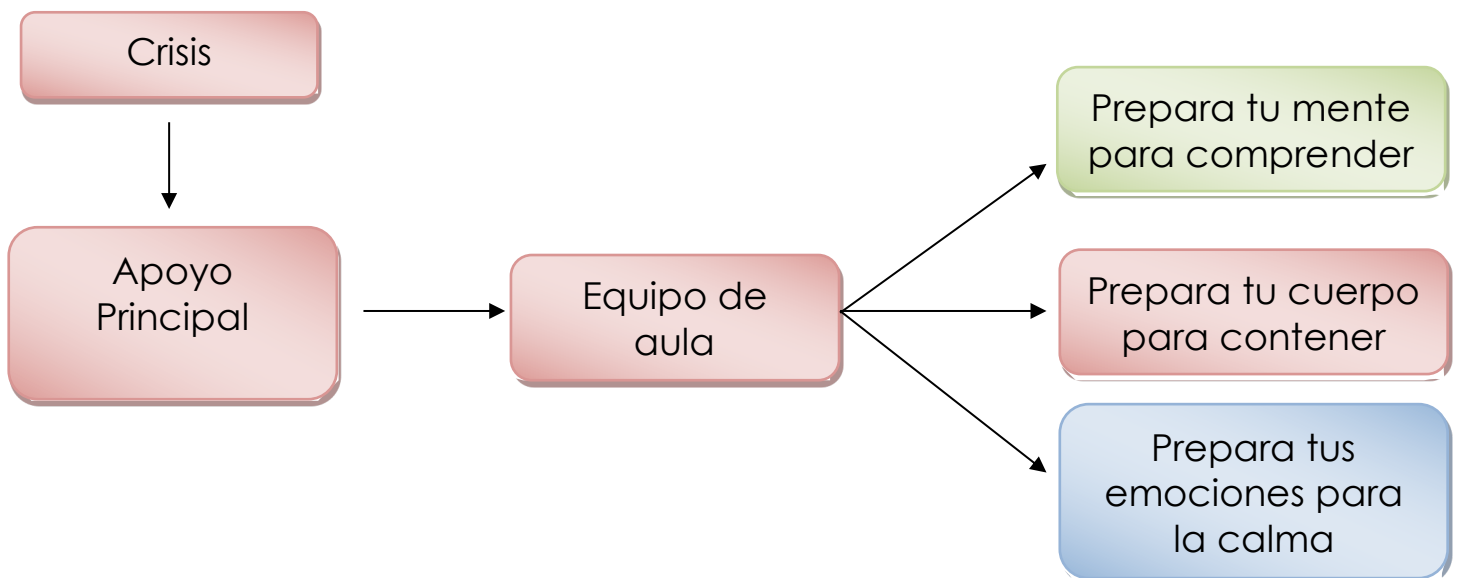 Crisis
Apoyo
Principal
Equipo de
aula
Prepara tu mente
para comprender
Prepara tu cuerpo
para contener
Prepara tus
emociones para
la calma